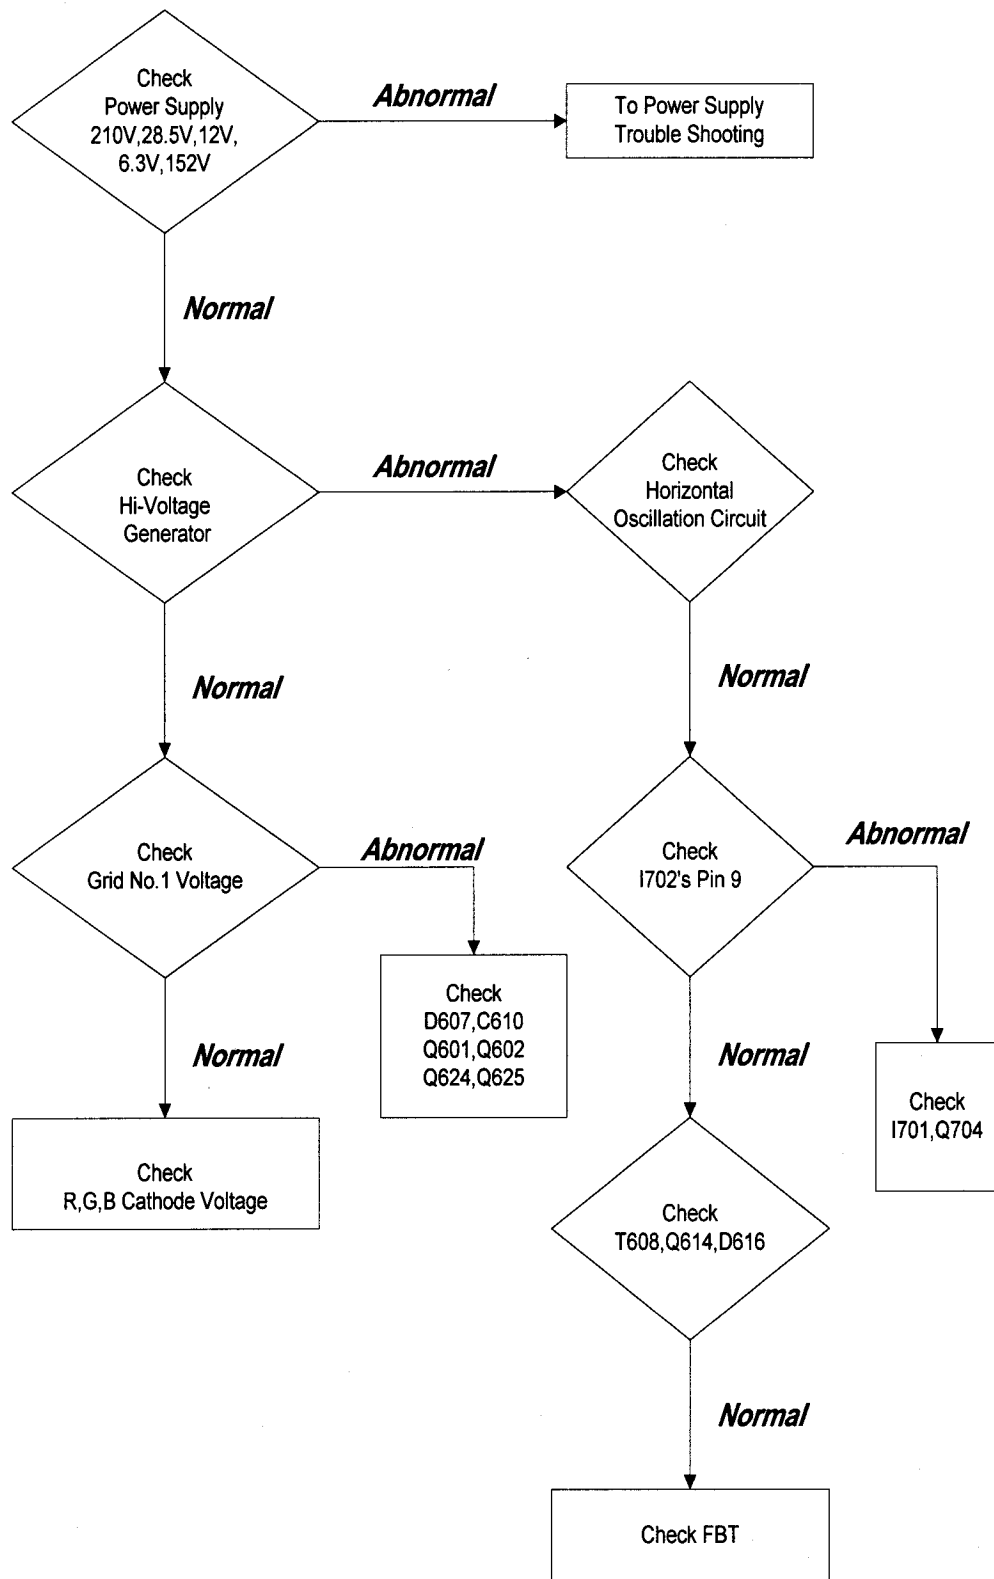 Check
Power Supply
210V,28.5V,12V,
6.3V,152V
Abnormal
To Power Supply
Trouble Shooting
Normal
Check
Hi-Voltage
Generator
Abnormal
Check
Horizontal
Oscillation Circuit
Normal
Normal
Check
Grid No.1 Voltage
Abnormal
Check
I702's Pin 9
Abnormal
Check
D607,C610
Q601,Q602
Q624,Q625
Normal
Normal
Check
I701,Q704
Check
R,G,B Cathode Voltage
Check
T608,Q614,D616
Normal
Check FBT